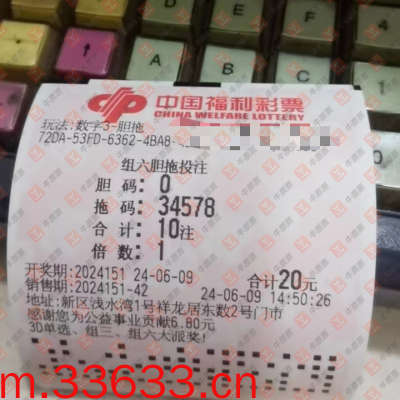 中国福利彩票
CHINA WELFARE LOTTERY
玩法:数字3-胆拖
72DA-53FD-6362-4BA8-
组六胆拖投注
胆 码: 0
拖 码: 34578
合 计: 10注
倍 数: 1
开奖期:2024151 24-06-09 合计20元
销售期:2024151-42 24-06-09 14:50:26
地址:新区浅水湾1号祥龙居东数2号门市
感谢您为公益事业贡献6.80元
3D单选、组三、组六大派奖!
m.33633.cn
A
B
C
E
F
1